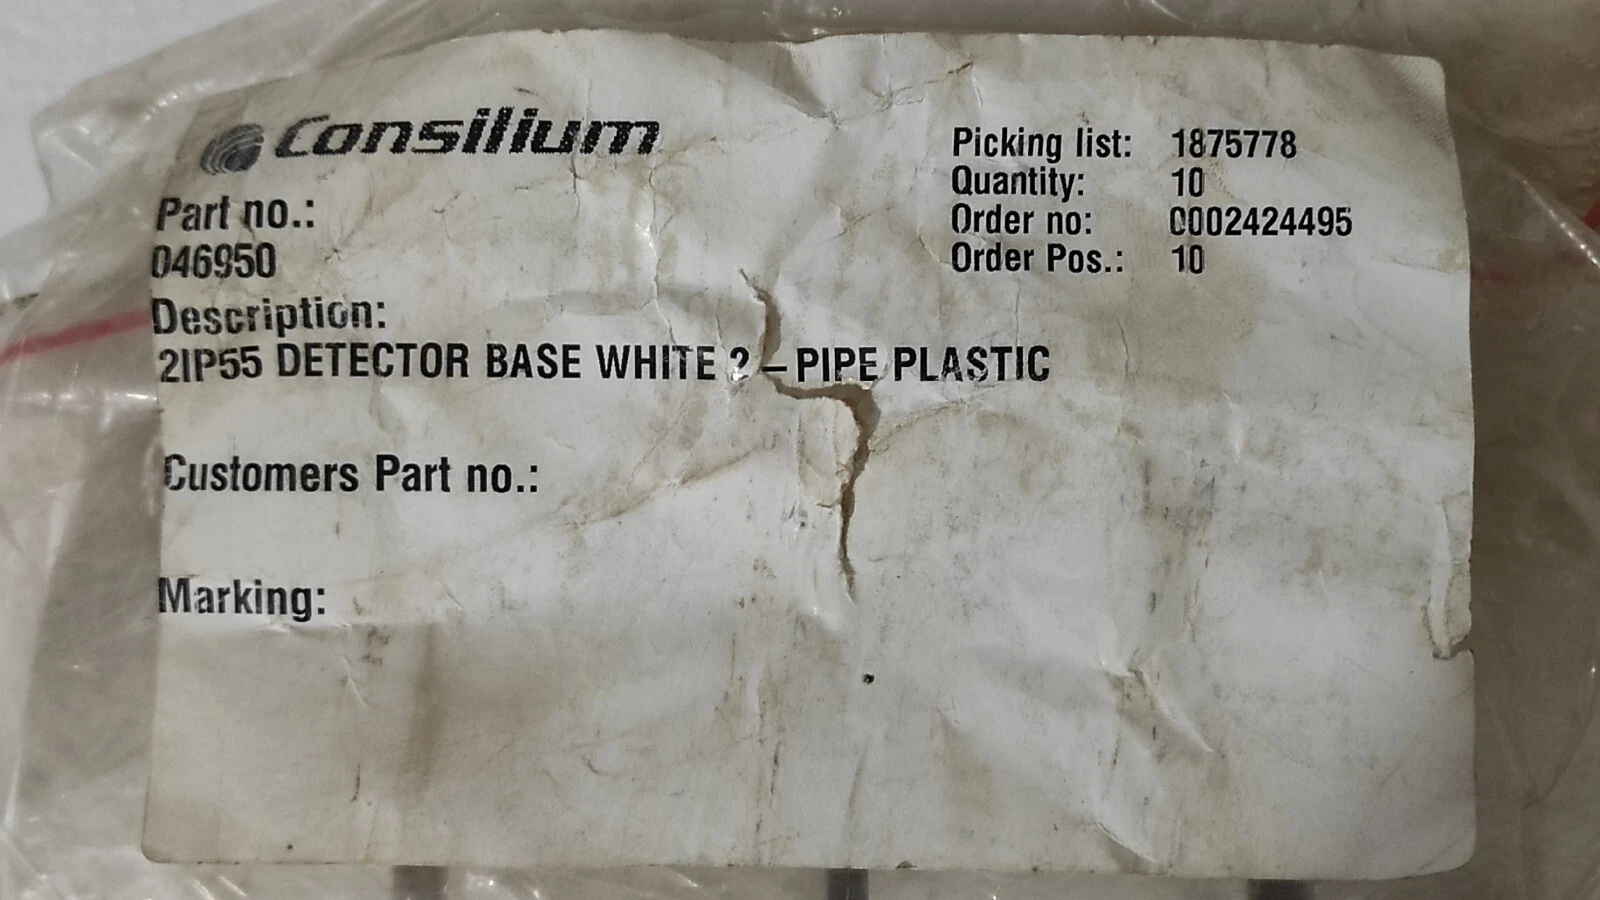 Consilium
Part no.:
046950
Description:
2IP55 DETECTOR BASE WHITE 2 -PIPE PLASTIC
Customers Part no.:
Marking:
Picking list: 1875778
Quantity: 10
Order no: 0002424495
Order Pos.: 10